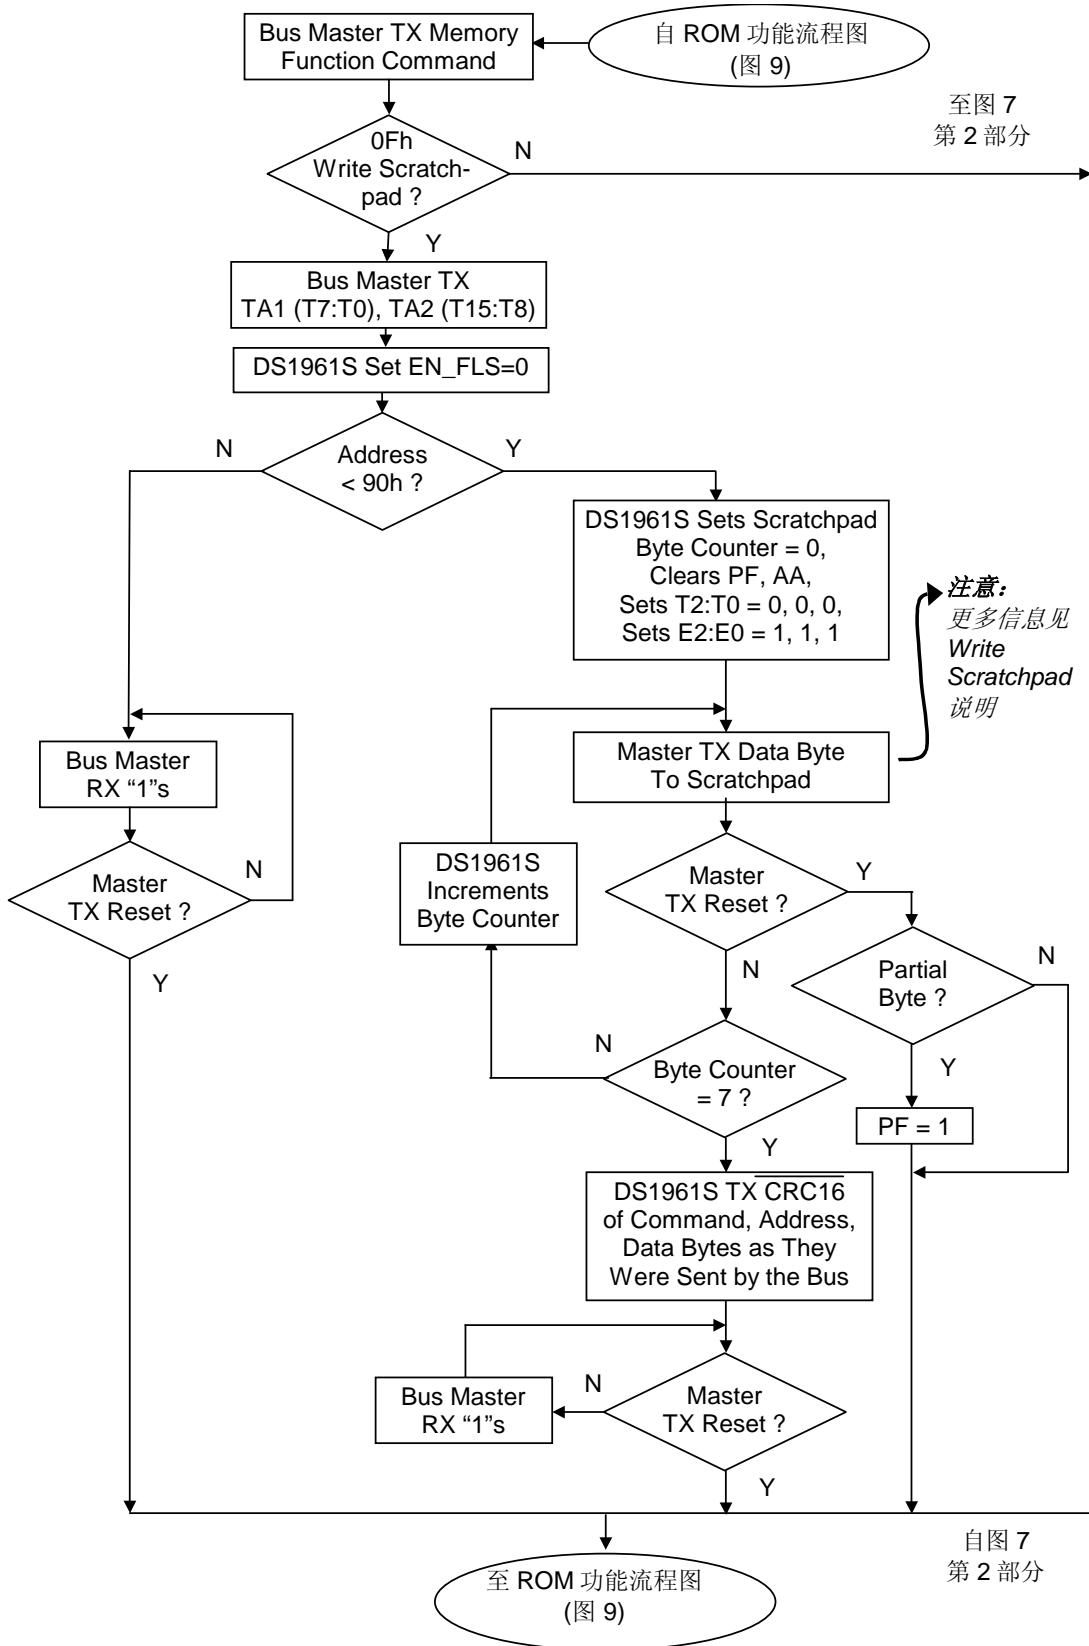 Bus Master TX Memory
Function Command
自 ROM 功能流程图
(图 9)
至图 7
第 2 部分
0Fh
Write Scratch-
pad ?
N
Y
Bus Master TX
TA1 (T7:T0), TA2 (T15:T8)
DS1961S Set EN_FLS=0
Address
< 90h ?
N
Y
DS1961S Sets Scratchpad
Byte Counter = 0,
Clears PF, AA,
Sets T2:T0 = 0, 0, 0,
Sets E2:E0 = 1, 1, 1
注意:
更多信息见
Write
Scratchpad
说明
Bus Master
RX “1”s
Master TX Data Byte
To Scratchpad
Master
TX Reset ?
N
Y
DS1961S
Increments
Byte Counter
Master
TX Reset ?
Y
N
Partial
Byte ?
N
Y
PF = 1
Byte Counter
= 7 ?
N
Y
DS1961S TX CRC16
of Command, Address,
Data Bytes as They
Were Sent by the Bus
Bus Master
RX “1”s
N
Master
TX Reset ?
Y
自图 7
第 2 部分
至 ROM 功能流程图
(图 9)